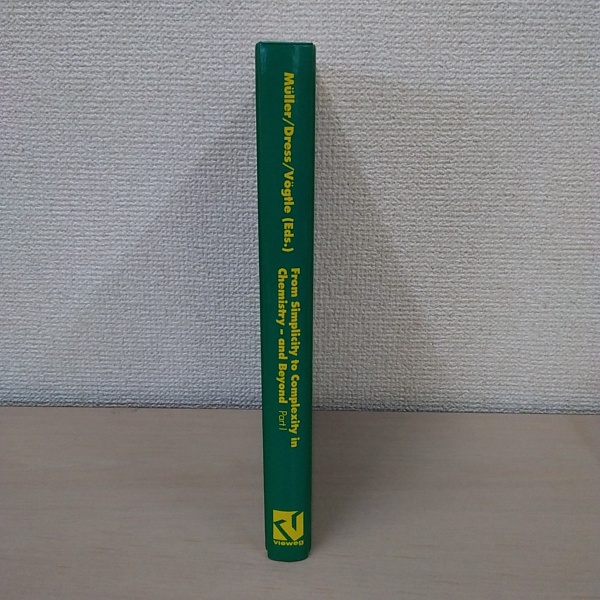 Müller/Dress/Vögtle (Eds.)
From Simplicity to Complexity in
Chemistry – and Beyond Part I
vieweg